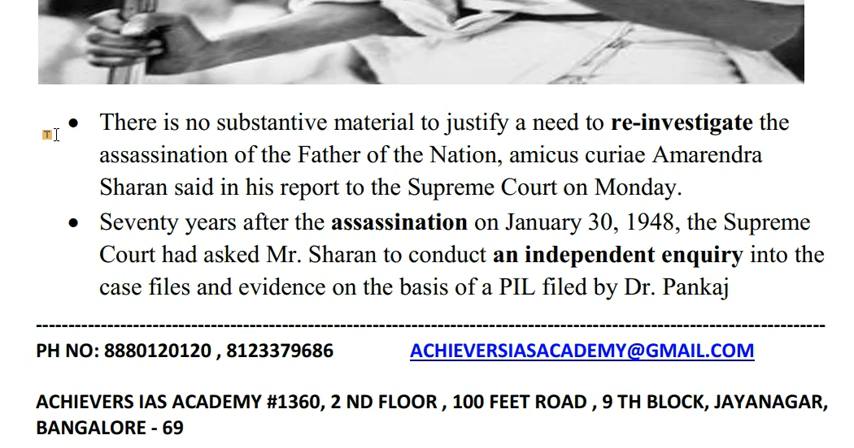 • There is no substantive material to justify a need to re-investigate the
assassination of the Father of the Nation, amicus curiae Amarendra
Sharan said in his report to the Supreme Court on Monday.
• Seventy years after the assassination on January 30, 1948, the Supreme
Court had asked Mr. Sharan to conduct an independent enquiry into the
case files and evidence on the basis of a PIL filed by Dr. Pankaj
--------------------------------------------------------------------------------------------------------------------------
PH NO: 8880120120 , 8123379686 ACHIEVERSIASACADEMY@GMAIL.COM
ACHIEVERS IAS ACADEMY #1360, 2 ND FLOOR , 100 FEET ROAD , 9 TH BLOCK, JAYANAGAR,
BANGALORE - 69